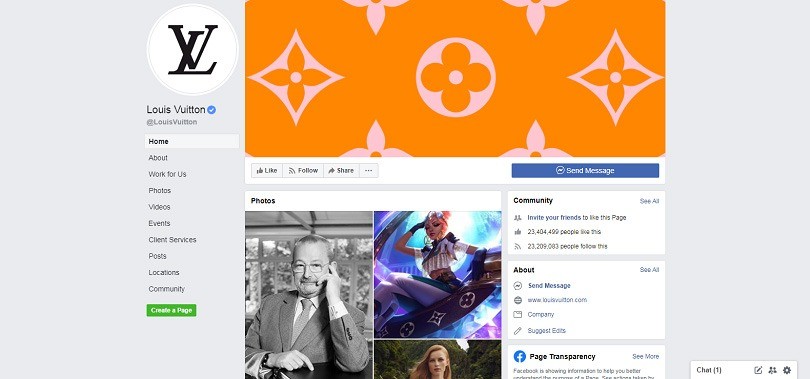 LV
Louis Vuitton
@LouisVuitton
Home
About
Work for Us
Photos
Videos
Events
Client Services
Posts
Locations
Community
Create a Page
Like
Follow
Share
Send Message
Photos
Community
See All
Invite your friends to like this Page
23,404,499 people like this
23,209,083 people follow this
About
See All
Send Message
www.louisvuitton.com
Company
Suggest Edits
Page Transparency
See More
Facebook is showing information to help you better
understand the purpose of a Page. See actions taken by
Chat (1)